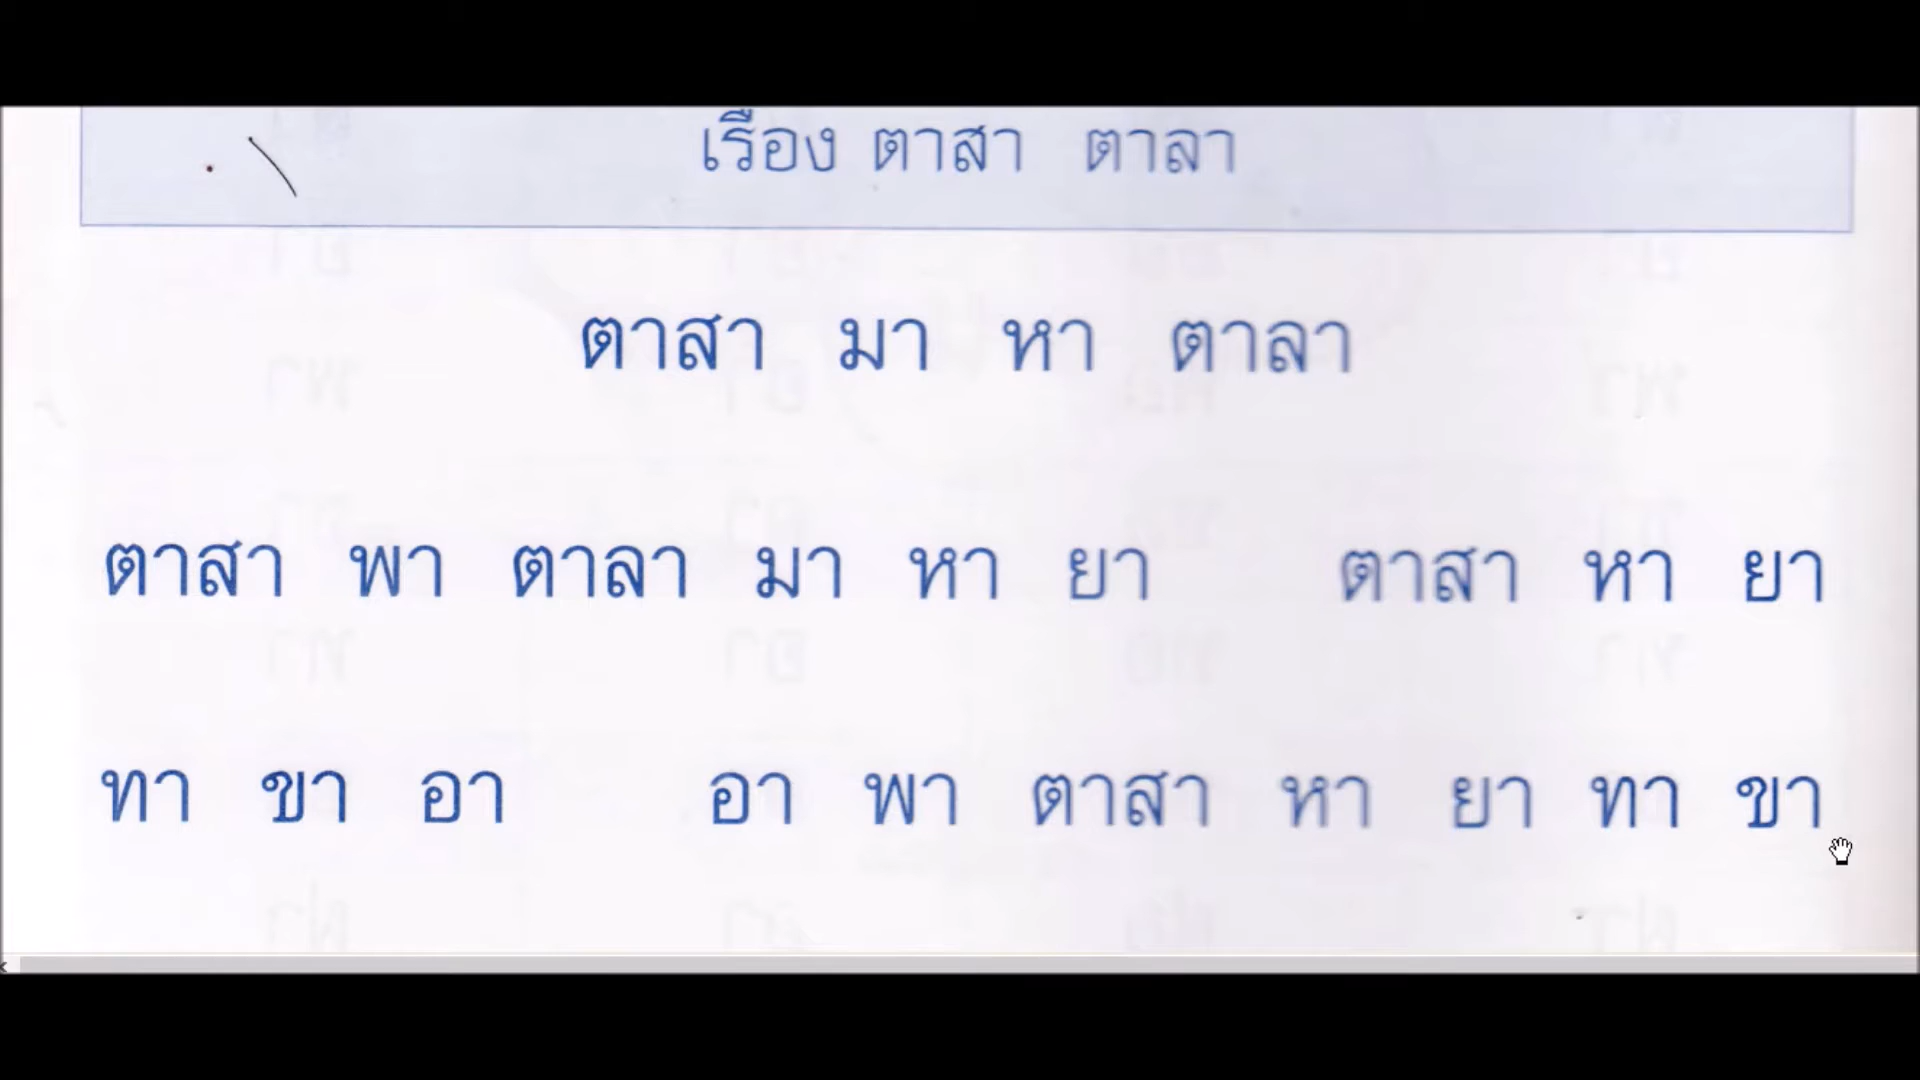 เรื่อง ตาสา ตาลา
ตาสา มา หา ตาลา
ตาสา พา ตาลา มา หา ยา ตาสา หา ยา
ทา ขา อา อา พา ตาสา หา ยา ทา ขา